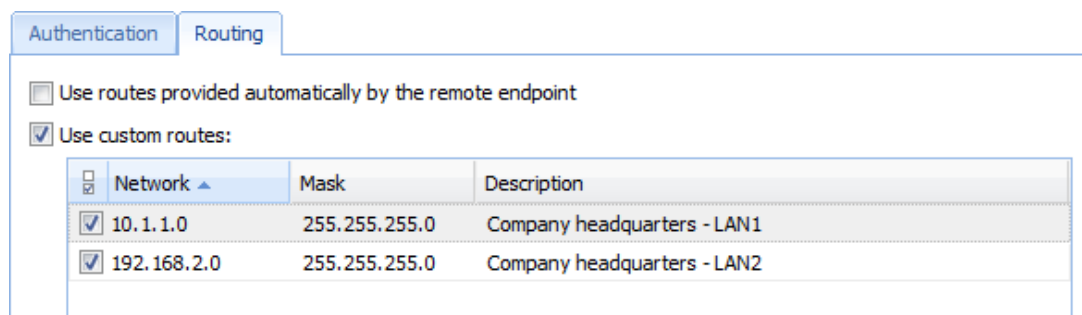 Authentication Routing
Use routes provided automatically by the remote endpoint
Use custom routes:
Network Mask Description
10.1.1.0 255.255.255.0 Company headquarters - LAN1
192.168.2.0 255.255.255.0 Company headquarters - LAN2